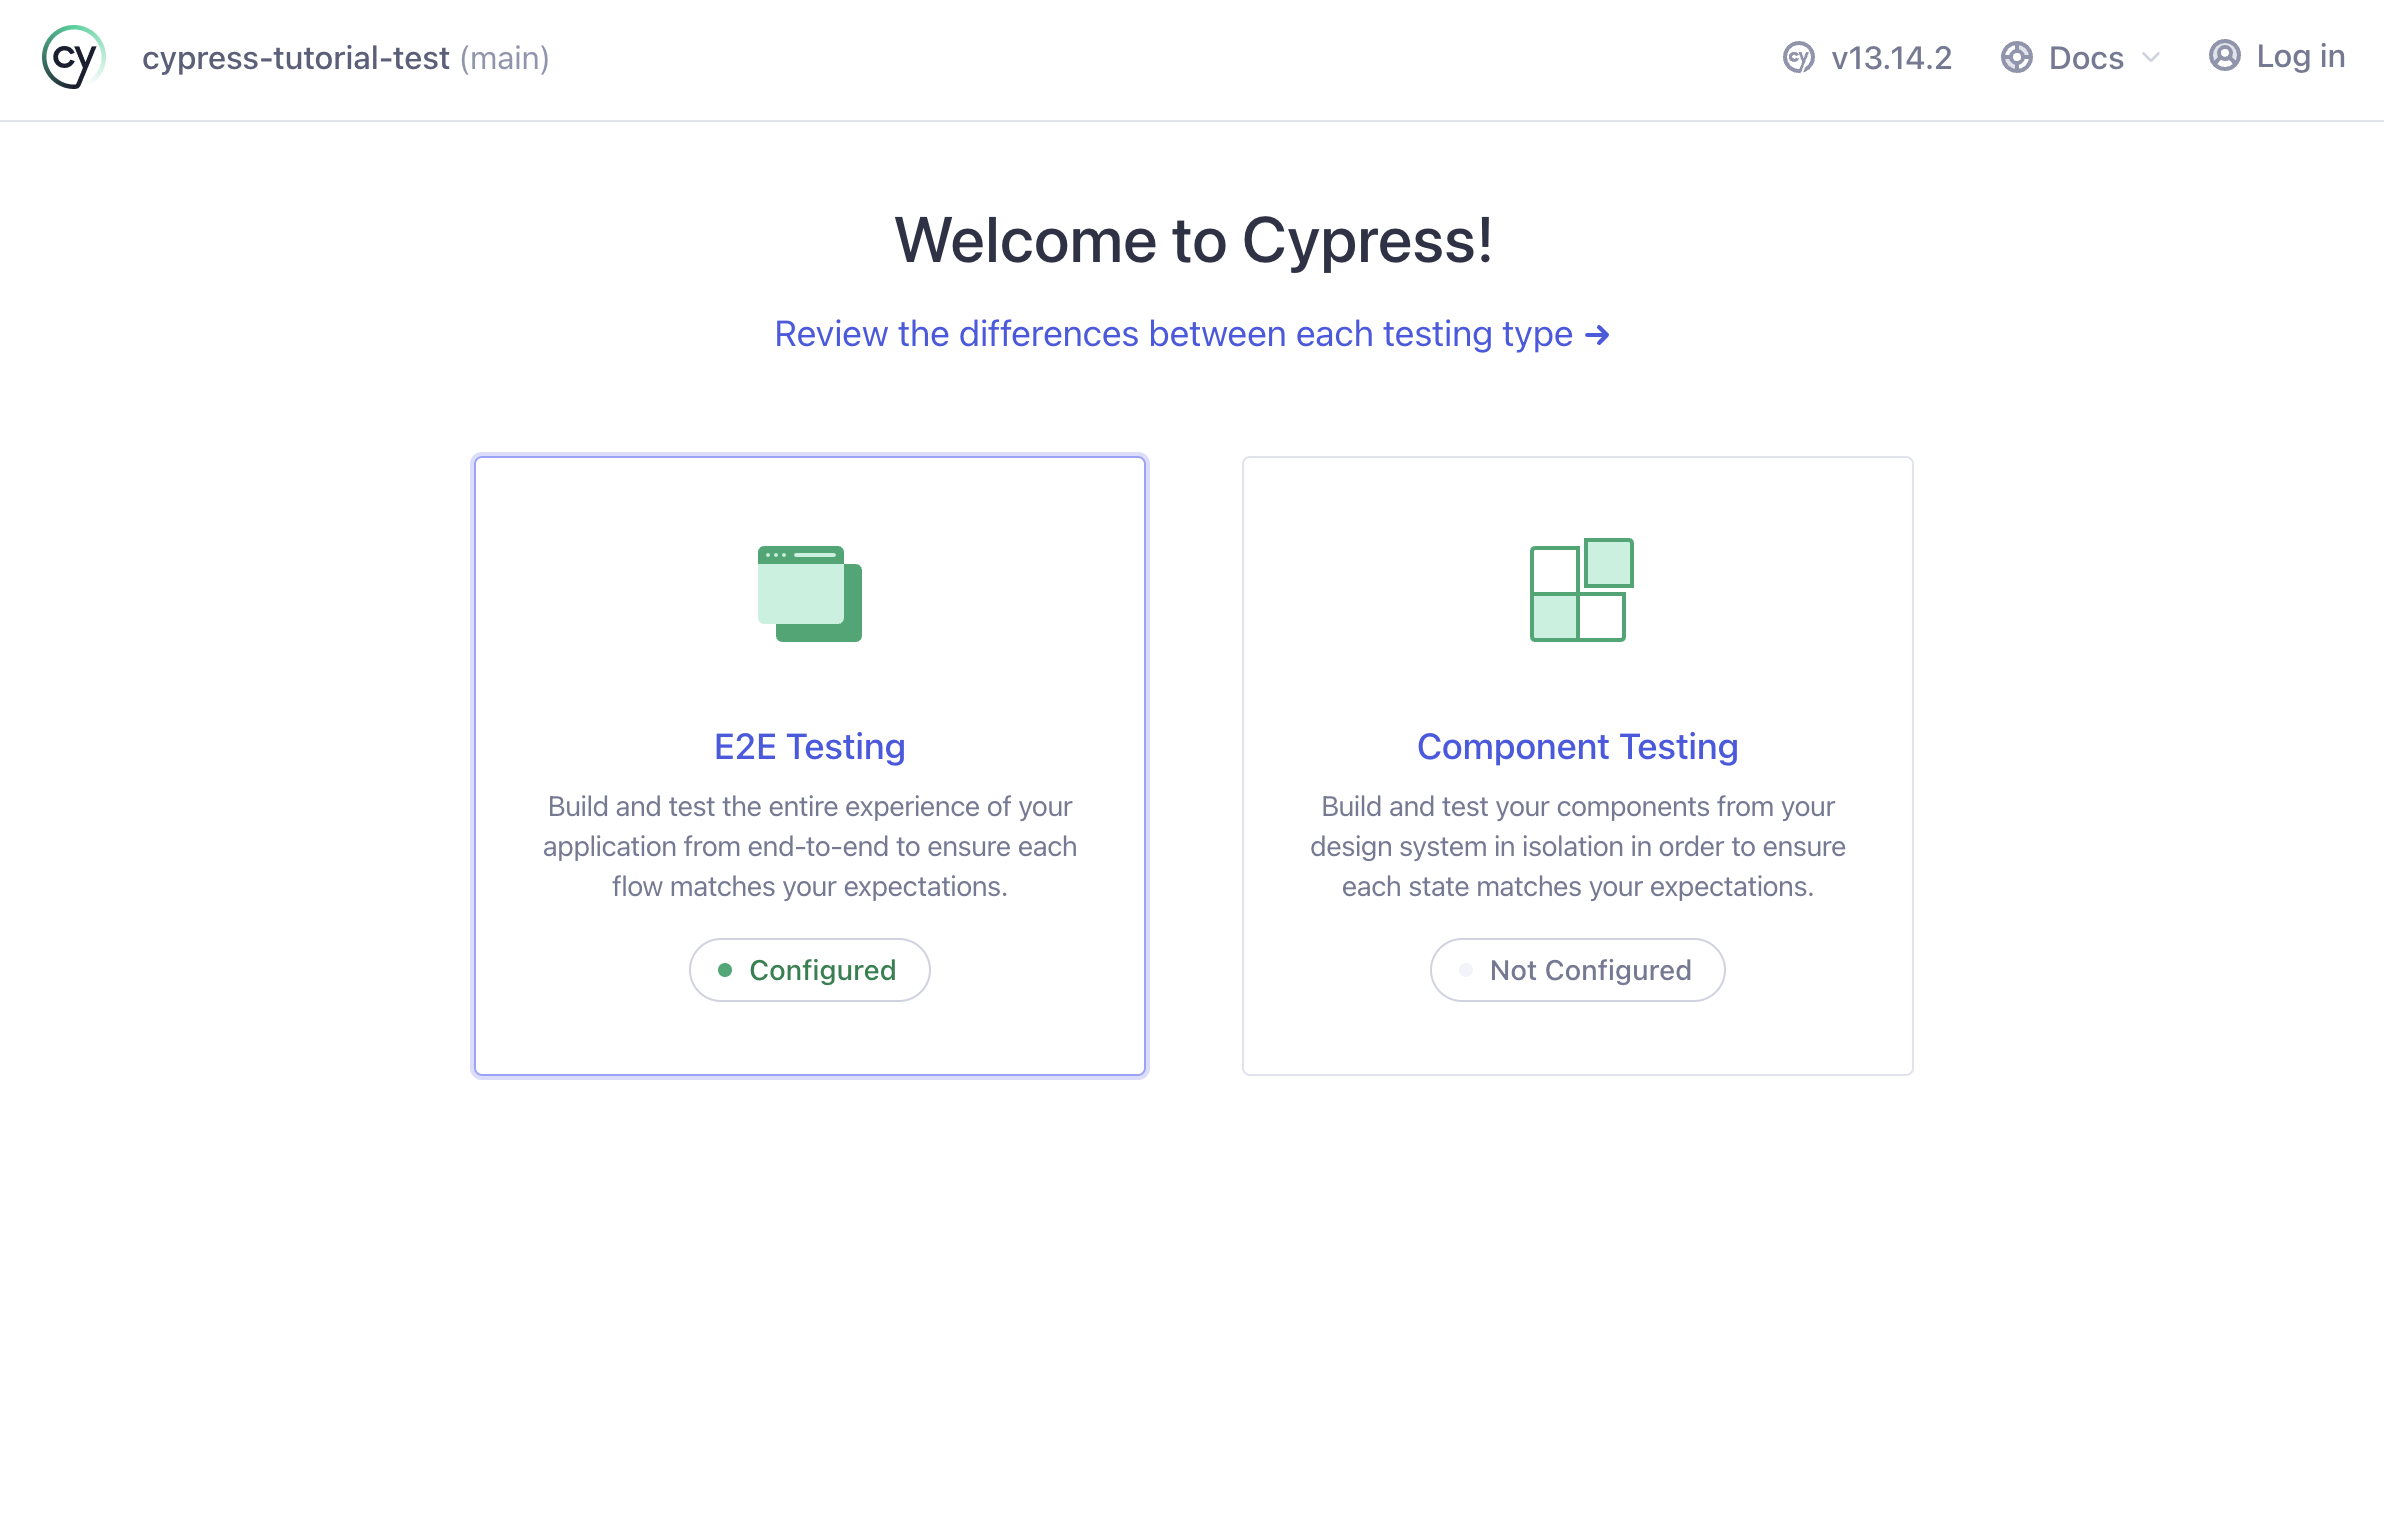 cy cypress-tutorial-test (main) cy v13.14.2 Docs Log in
Welcome to Cypress!
Review the differences between each testing type →
E2E Testing
Build and test the entire experience of your
application from end-to-end to ensure each
flow matches your expectations.
Configured
Component Testing
Build and test your components from your
design system in isolation in order to ensure
each state matches your expectations.
Not Configured